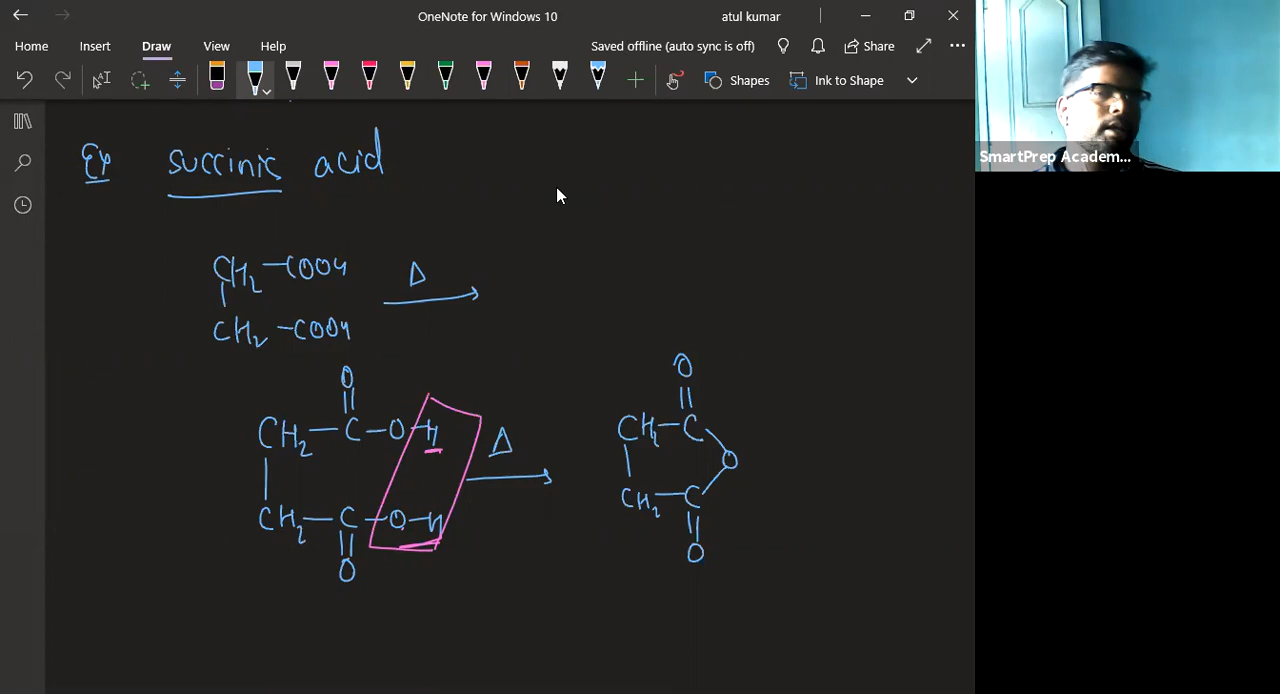 OneNote for Windows 10
atul kumar
Home Insert Draw View Help
Saved offline (auto sync is off)
Share
Shapes
Ink to Shape
SmartPrep Academ...
Ex succinic acid
CH2-COOH Δ
CH2-COOH
O
CH2-C-O-H Δ
CH2-C-O-H
O
O
CH2-C
O
CH2-C
O